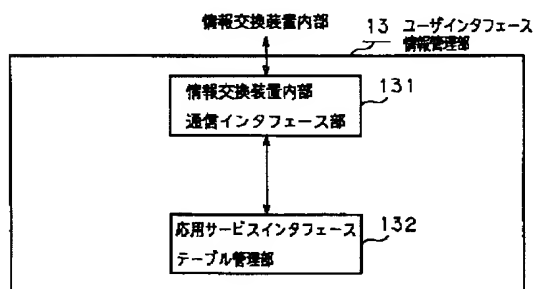 情報交換装置内部
13 ユーザインタフェース
情報管理部
情報交換装置内部
通信インタフェース部
131
応用サービスインタフェース
テーブル管理部
132